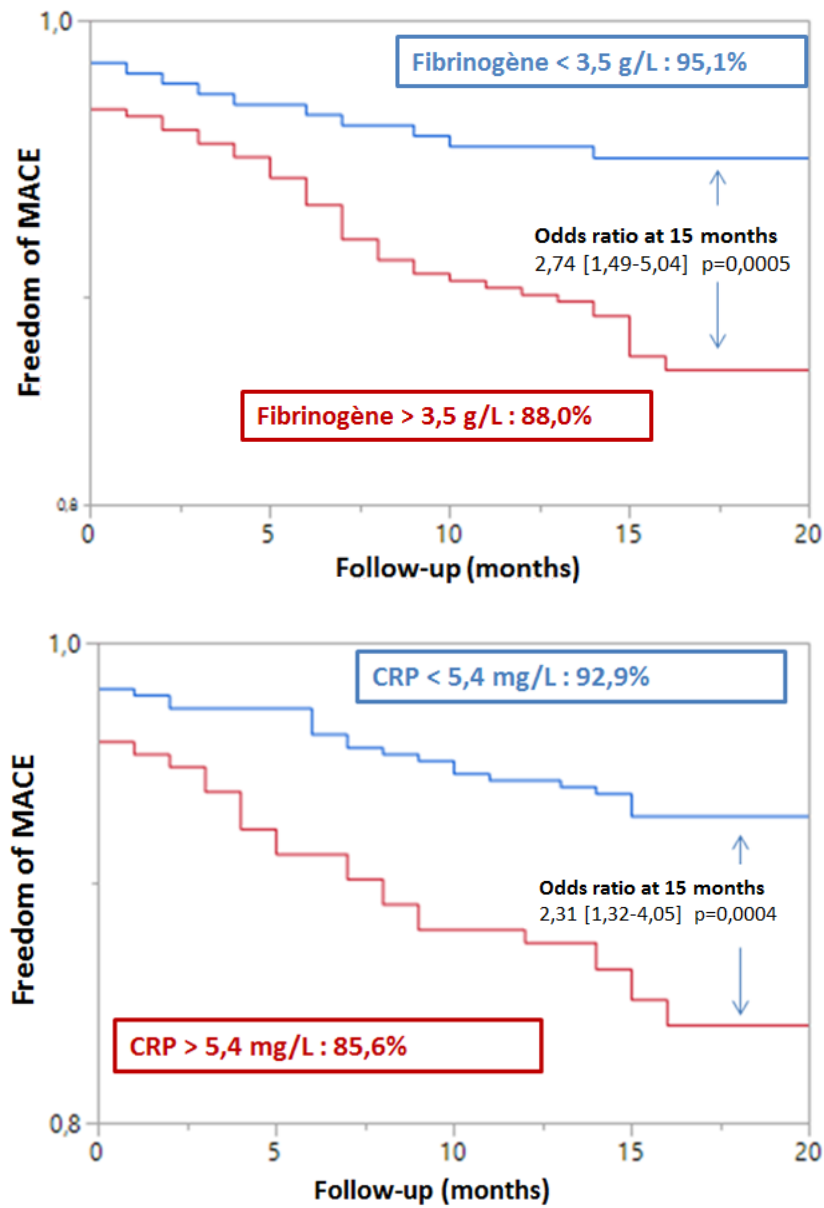 1,0
Fibrinogène < 3,5 g/L : 95,1%
Freedom of MACE
Odds ratio at 15 months
2,74 [1,49-5,04] p=0,0005
Fibrinogène > 3,5 g/L : 88,0%
0,8
0 5 10 15 20
Follow-up (months)
1,0
CRP < 5,4 mg/L : 92,9%
Freedom of MACE
Odds ratio at 15 months
2,31 [1,32-4,05] p=0,0004
CRP > 5,4 mg/L : 85,6%
0,8
0 5 10 15 20
Follow-up (months)